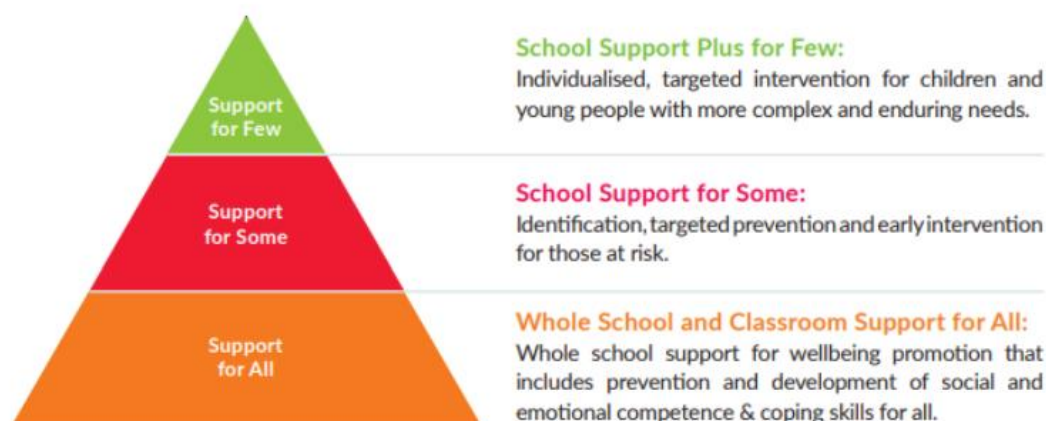 Support
for Few
School Support Plus for Few:
Individualised, targeted intervention for children and
young people with more complex and enduring needs.
Support
for Some
School Support for Some:
Identification, targeted prevention and early intervention
for those at risk.
Support
for All
Whole School and Classroom Support for All:
Whole school support for wellbeing promotion that
includes prevention and development of social and
emotional competence & coping skills for all.